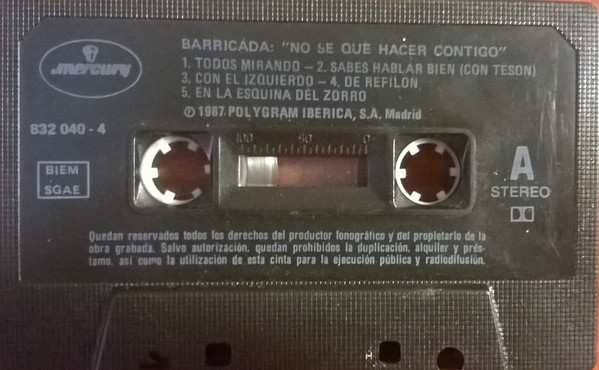 mercury
BARRICADA: "NO SE QUE HACER CONTIGO"
1. TODOS MIRANDO – 2. SABES HABLAR BIEN (CON TESON)
3. CON EL IZQUIERDO – 4. DE REFILON
5. EN LA ESQUINA DEL ZORRO
℗ 1987 POLYGRAM IBERICA, S.A. Madrid
832 040 - 4
100 50 0
BIEM
SGAE
A
STEREO
Quedan reservados todos los derechos del productor fonográfico y del propietario de la
obra grabada. Salvo autorización, quedan prohibidos la duplicación, alquiler y prés-
tamo, así como la utilización de esta cinta para la ejecución pública y radiodifusión.